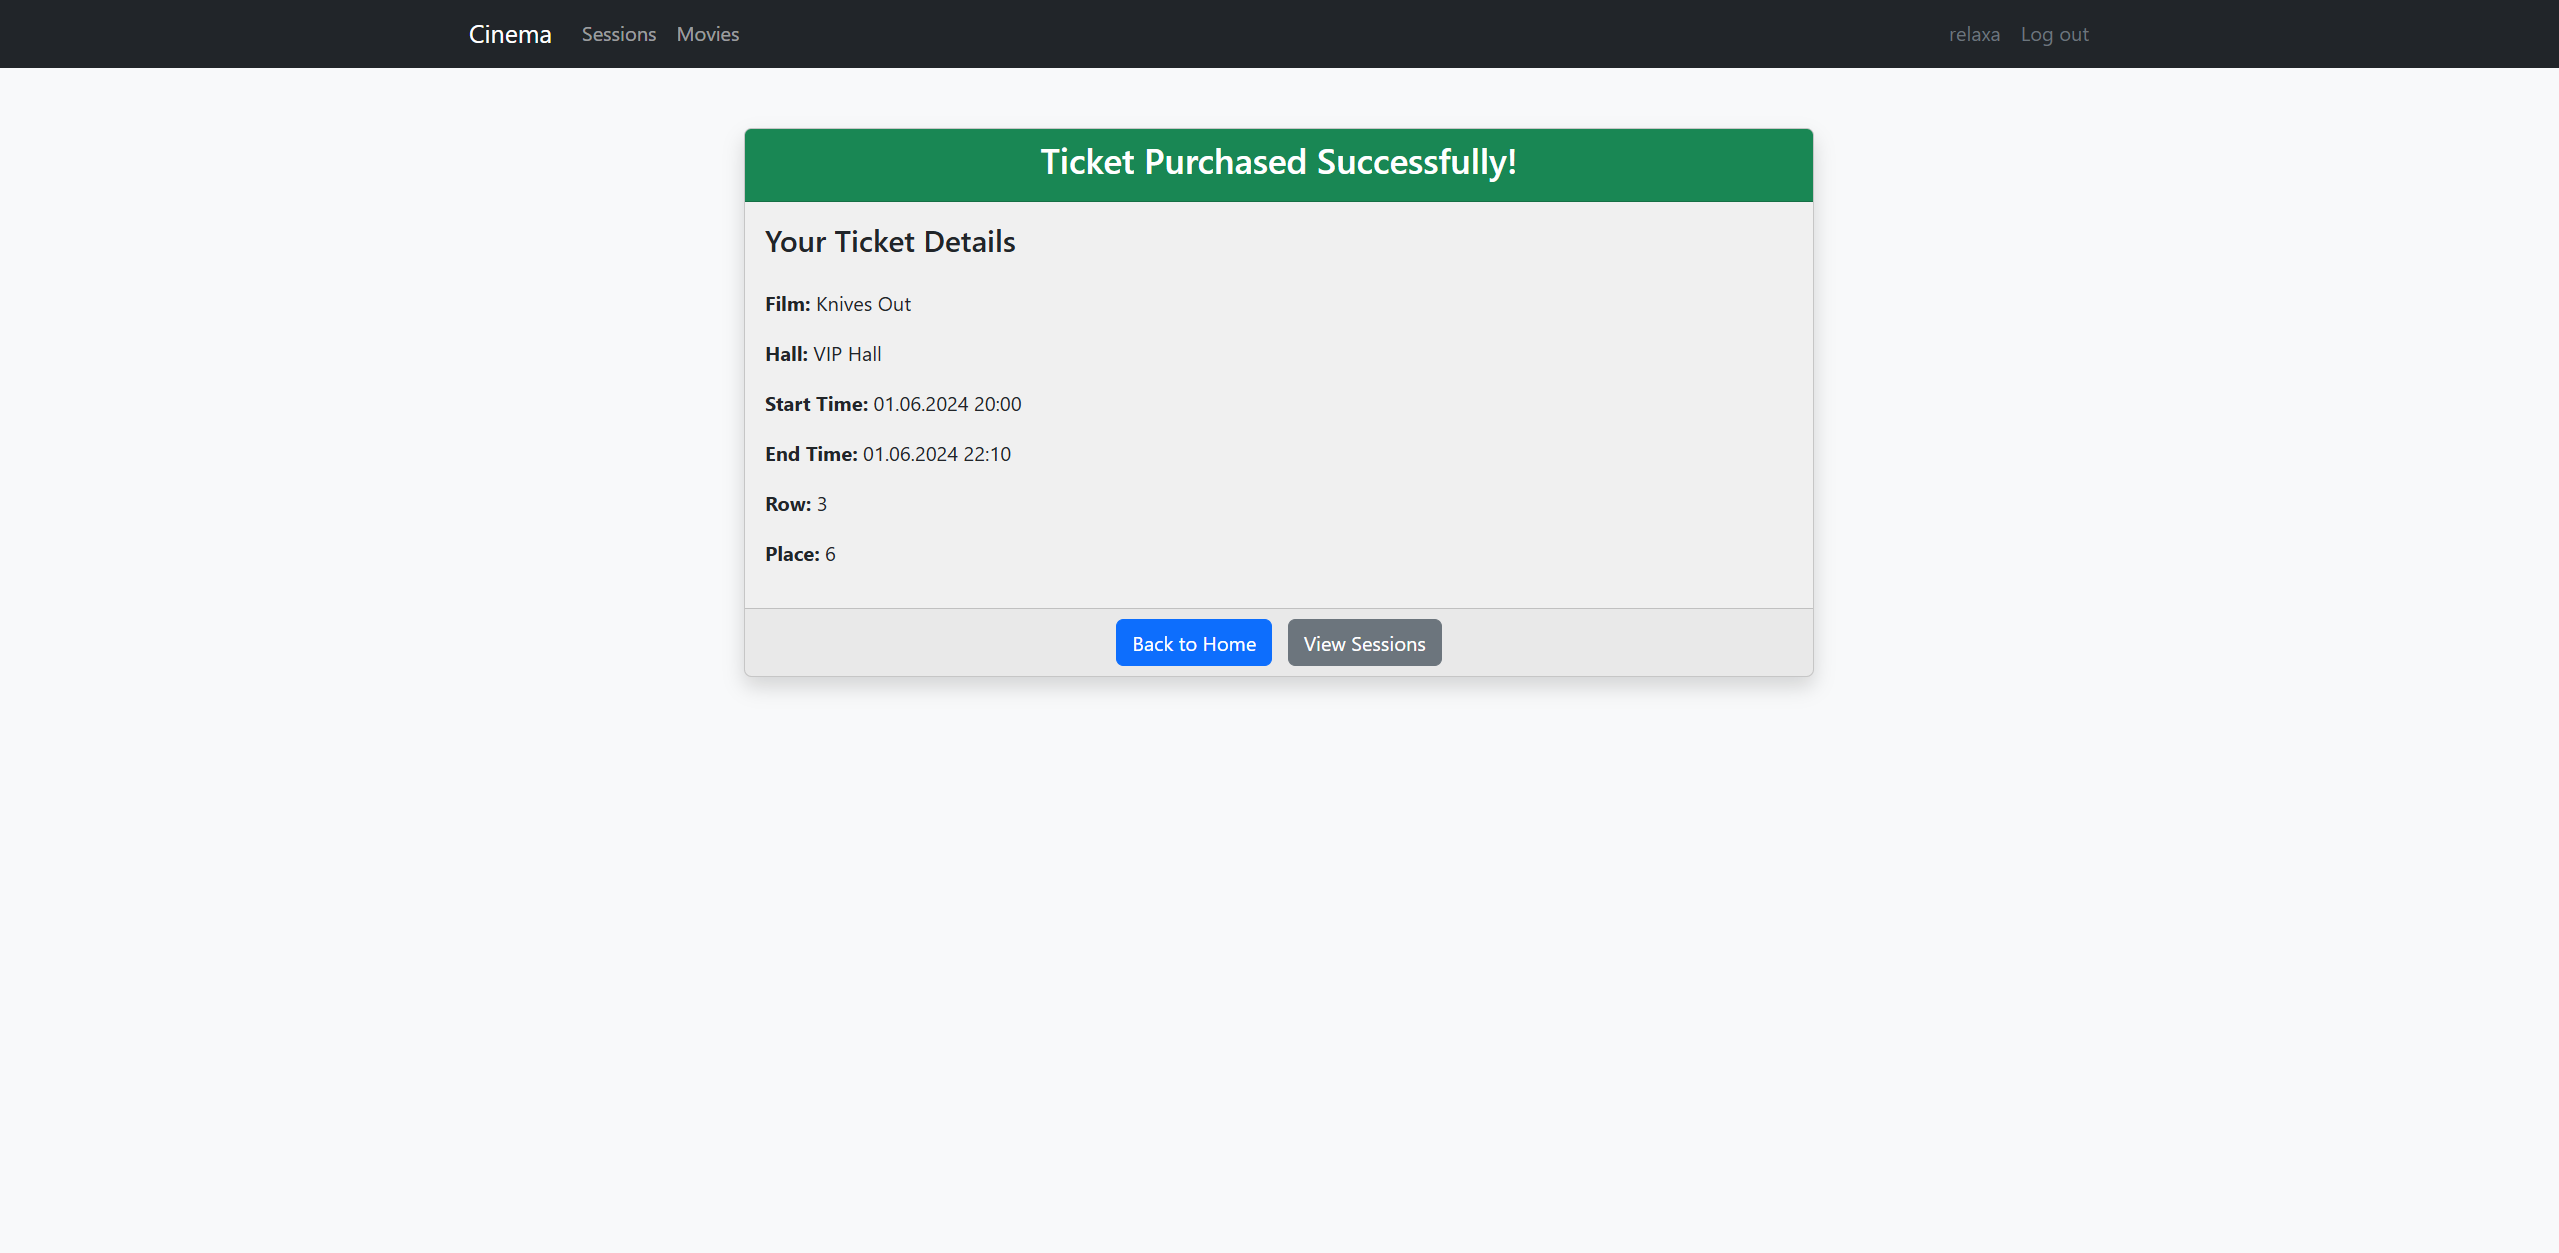 Cinema Sessions Movies relaxa Log out
Ticket Purchased Successfully!
Your Ticket Details
Film: Knives Out
Hall: VIP Hall
Start Time: 01.06.2024 20:00
End Time: 01.06.2024 22:10
Row: 3
Place: 6
Back to Home View Sessions